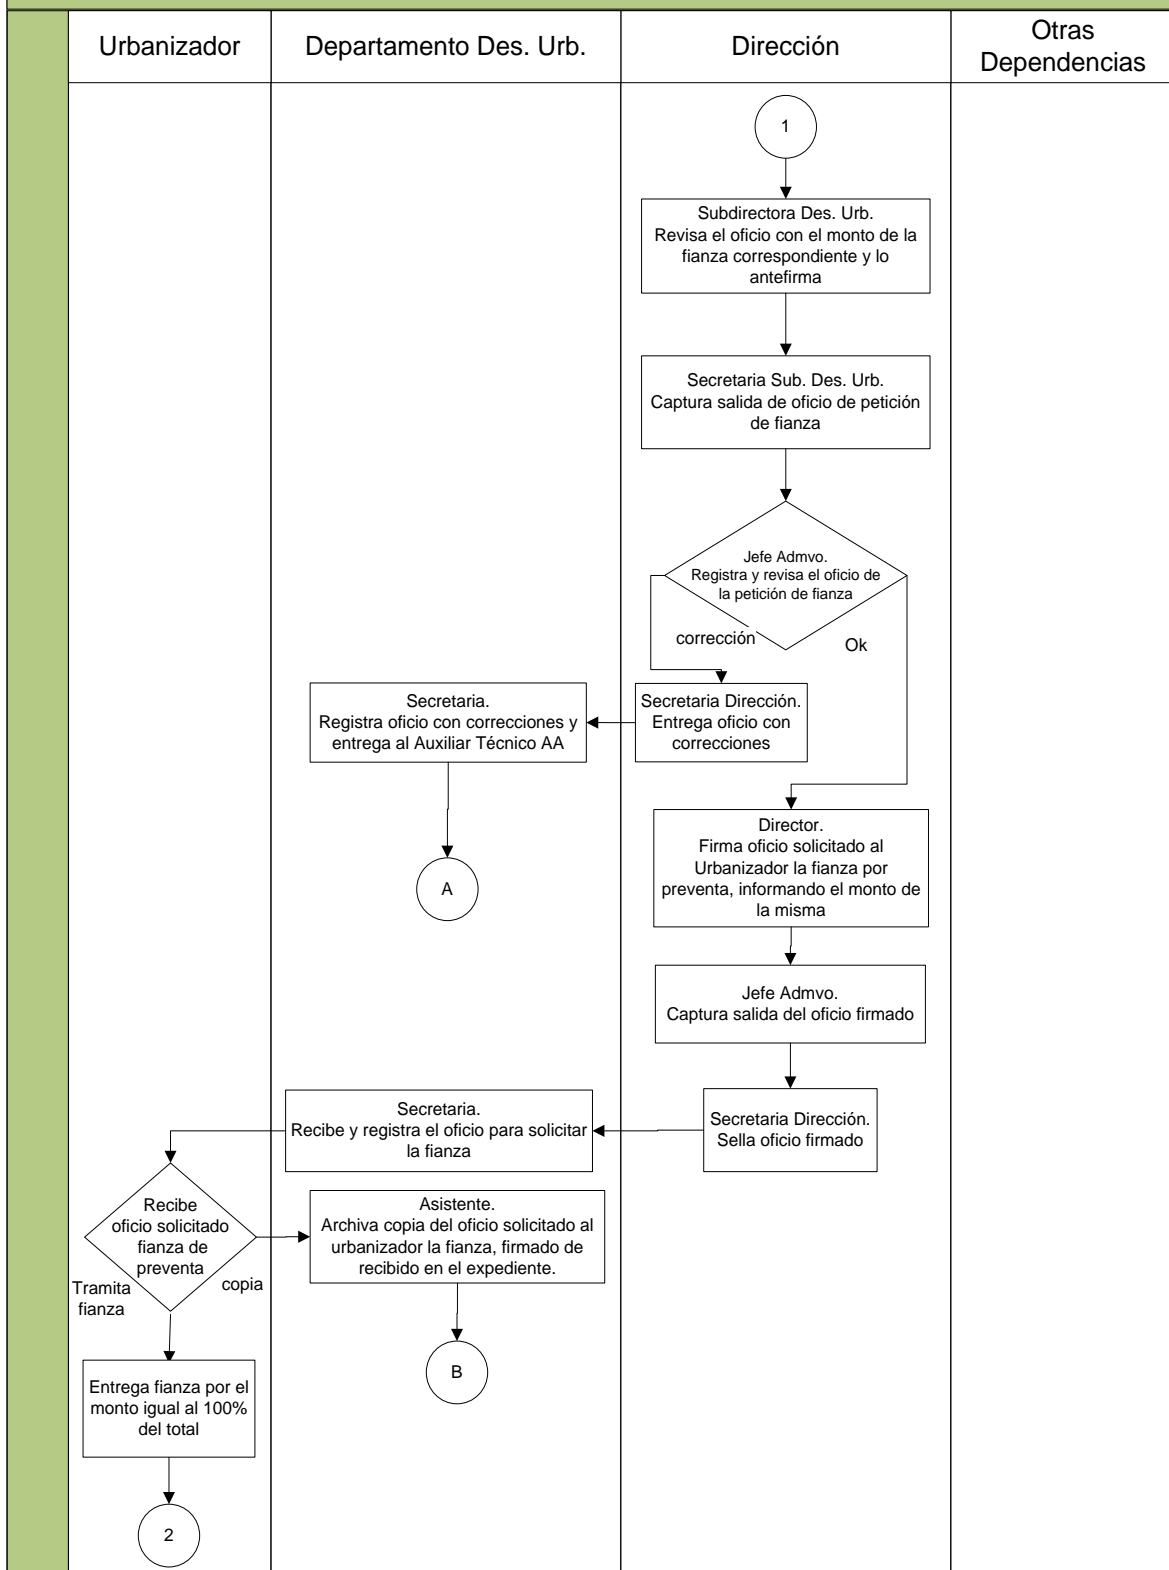 Urbanizador
Departamento Des. Urb.
Dirección
Otras
Dependencias
1
Subdirectora Des. Urb.
Revisa el oficio con el monto de la
fianza correspondiente y lo
antefirma
Secretaria Sub. Des. Urb.
Captura salida de oficio de petición
de fianza
Jefe Admvo.
Registra y revisa el oficio de
la petición de fianza
corrección
Ok
Secretaria.
Registra oficio con correcciones y
entrega al Auxiliar Técnico AA
Secretaria Dirección.
Entrega oficio con
correcciones
A
Director.
Firma oficio solicitado al
Urbanizador la fianza por
preventa, informando el monto de
la misma
Jefe Admvo.
Captura salida del oficio firmado
Secretaria.
Recibe y registra el oficio para solicitar
la fianza
Secretaria Dirección.
Sella oficio firmado
Recibe
oficio solicitado
fianza de
preventa
Tramita
fianza
copia
Asistente.
Archiva copia del oficio solicitado al
urbanizador la fianza, firmado de
recibido en el expediente.
B
Entrega fianza por el
monto igual al 100%
del total
2